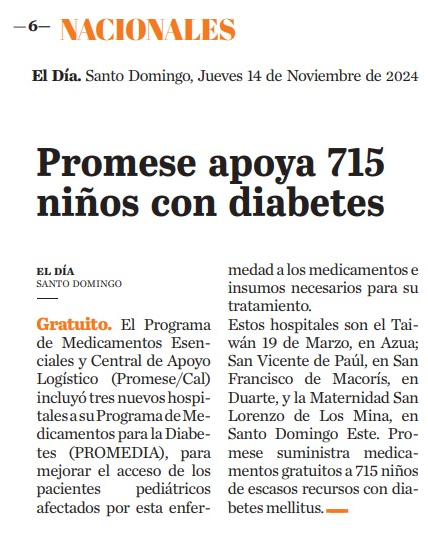 —6— NACIONALES
El Día. Santo Domingo, Jueves 14 de Noviembre de 2024
Promese apoya 715
niños con diabetes
EL DÍA
SANTO DOMINGO
Gratuito. El Programa
de Medicamentos Esen-
ciales y Central de Apoyo
Logístico (Promese/Cal)
incluyó tres nuevos hospi-
tales a su Programa de Me-
dicamentos para la Diabe-
tes (PROMEDIA), para
mejorar el acceso de los
pacientes pediátricos
afectados por esta enfer-
medad a los medicamentos e
insumos necesarios para su
tratamiento.
Estos hospitales son el Tai-
wán 19 de Marzo, en Azua;
San Vicente de Paúl, en San
Francisco de Macorís, en
Duarte, y la Maternidad San
Lorenzo de Los Mina, en
Santo Domingo Este. Pro-
mese suministra medica-
mentos gratuitos a 715 niños
de escasos recursos con dia-
betes mellitus.